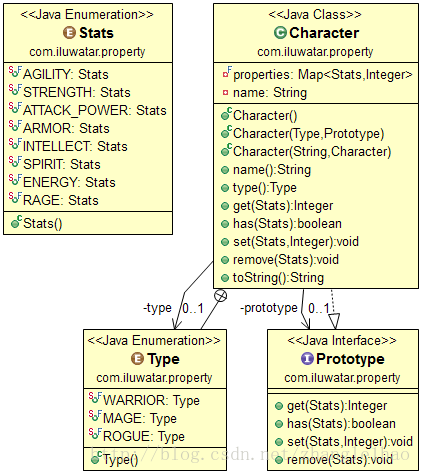 <<Java Enumeration>>
Stats
com.iluwatar.property
AGILITY: Stats
STRENGTH: Stats
ATTACK_POWER: Stats
ARMOR: Stats
INTELLECT: Stats
SPIRIT: Stats
ENERGY: Stats
RAGE: Stats
Stats()
<<Java Class>>
Character
com.iluwatar.property
properties: Map<Stats,Integer>
name: String
Character()
Character(Type,Prototype)
Character(String,Character)
name():String
type():Type
get(Stats):Integer
has(Stats):boolean
set(Stats,Integer):void
remove(Stats):void
toString():String
-type 0..1
-prototype 0..1
<<Java Enumeration>>
Type
com.iluwatar.property
WARRIOR: Type
MAGE: Type
ROGUE: Type
Type()
<<Java Interface>>
Prototype
com.iluwatar.property
get(Stats):Integer
has(Stats):boolean
set(Stats,Integer):void
remove(Stats):void